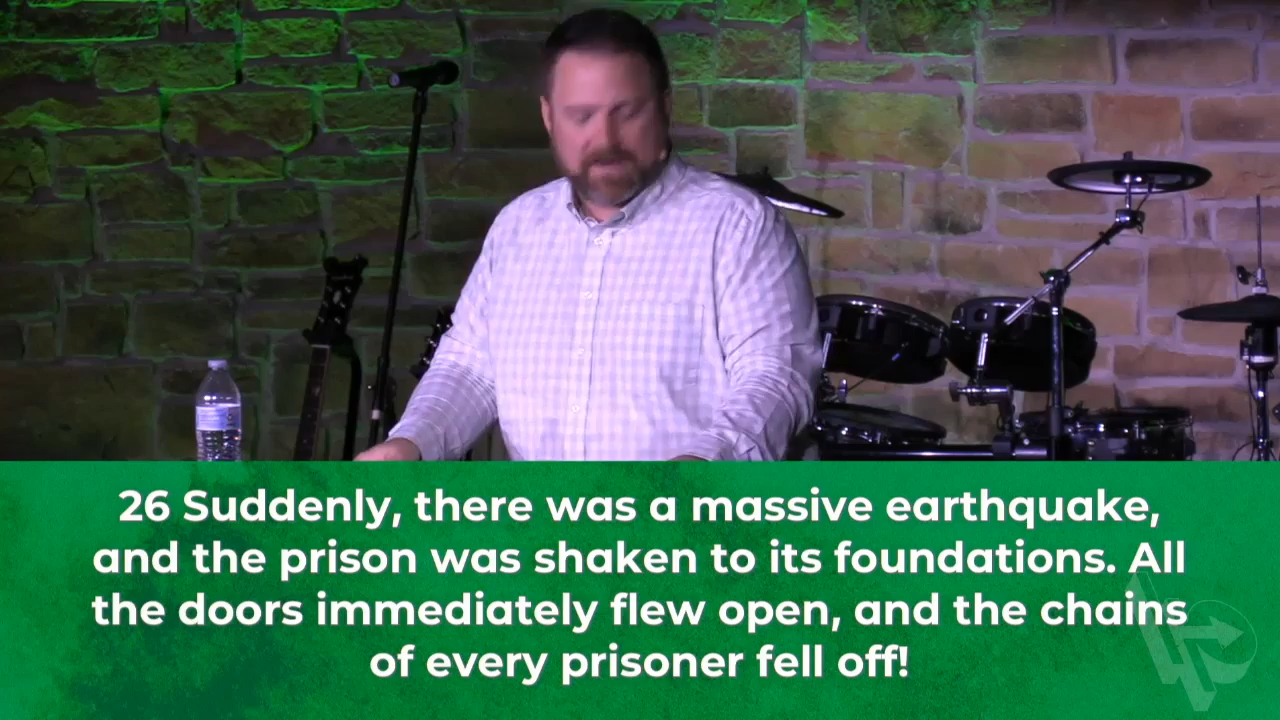 26 Suddenly, there was a massive earthquake,
and the prison was shaken to its foundations. All
the doors immediately flew open, and the chains
of every prisoner fell off!